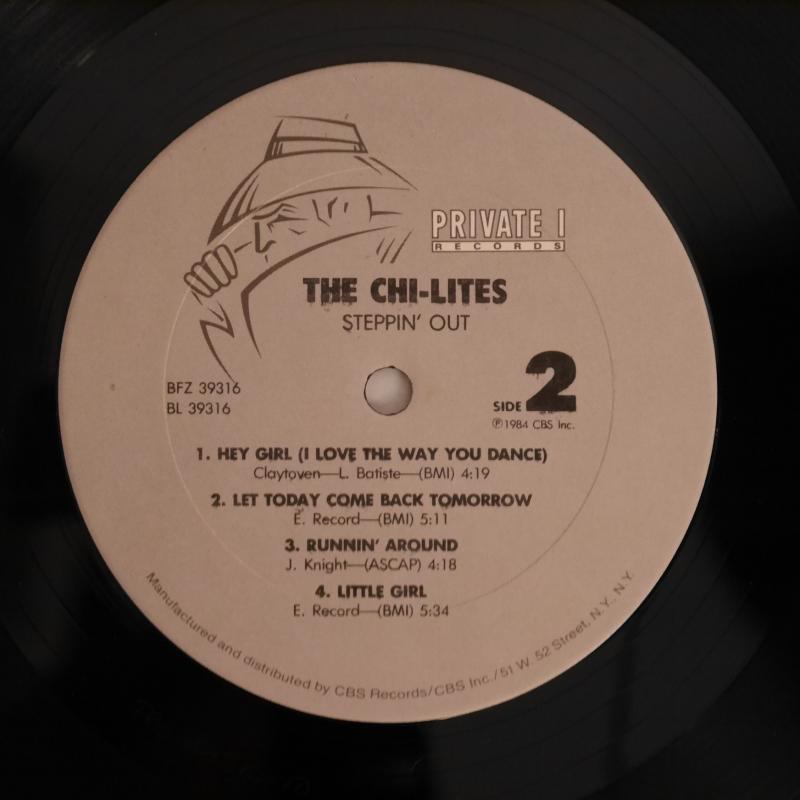 PRIVATE I
RECORDS
THE CHI-LITES
STEPPIN' OUT
BFZ 39316
BL 39316
SIDE 2
℗1984 CBS Inc.
1. HEY GIRL (I LOVE THE WAY YOU DANCE)
Claytoven—L. Batiste—(BMI) 4:19
2. LET TODAY COME BACK TOMORROW
E. Record—(BMI) 5:11
3. RUNNIN' AROUND
J. Knight—(ASCAP) 4:18
4. LITTLE GIRL
E. Record—(BMI) 5:34
Manufactured and distributed by CBS Records/CBS Inc./51 W. 52 Street, N.Y., N.Y.